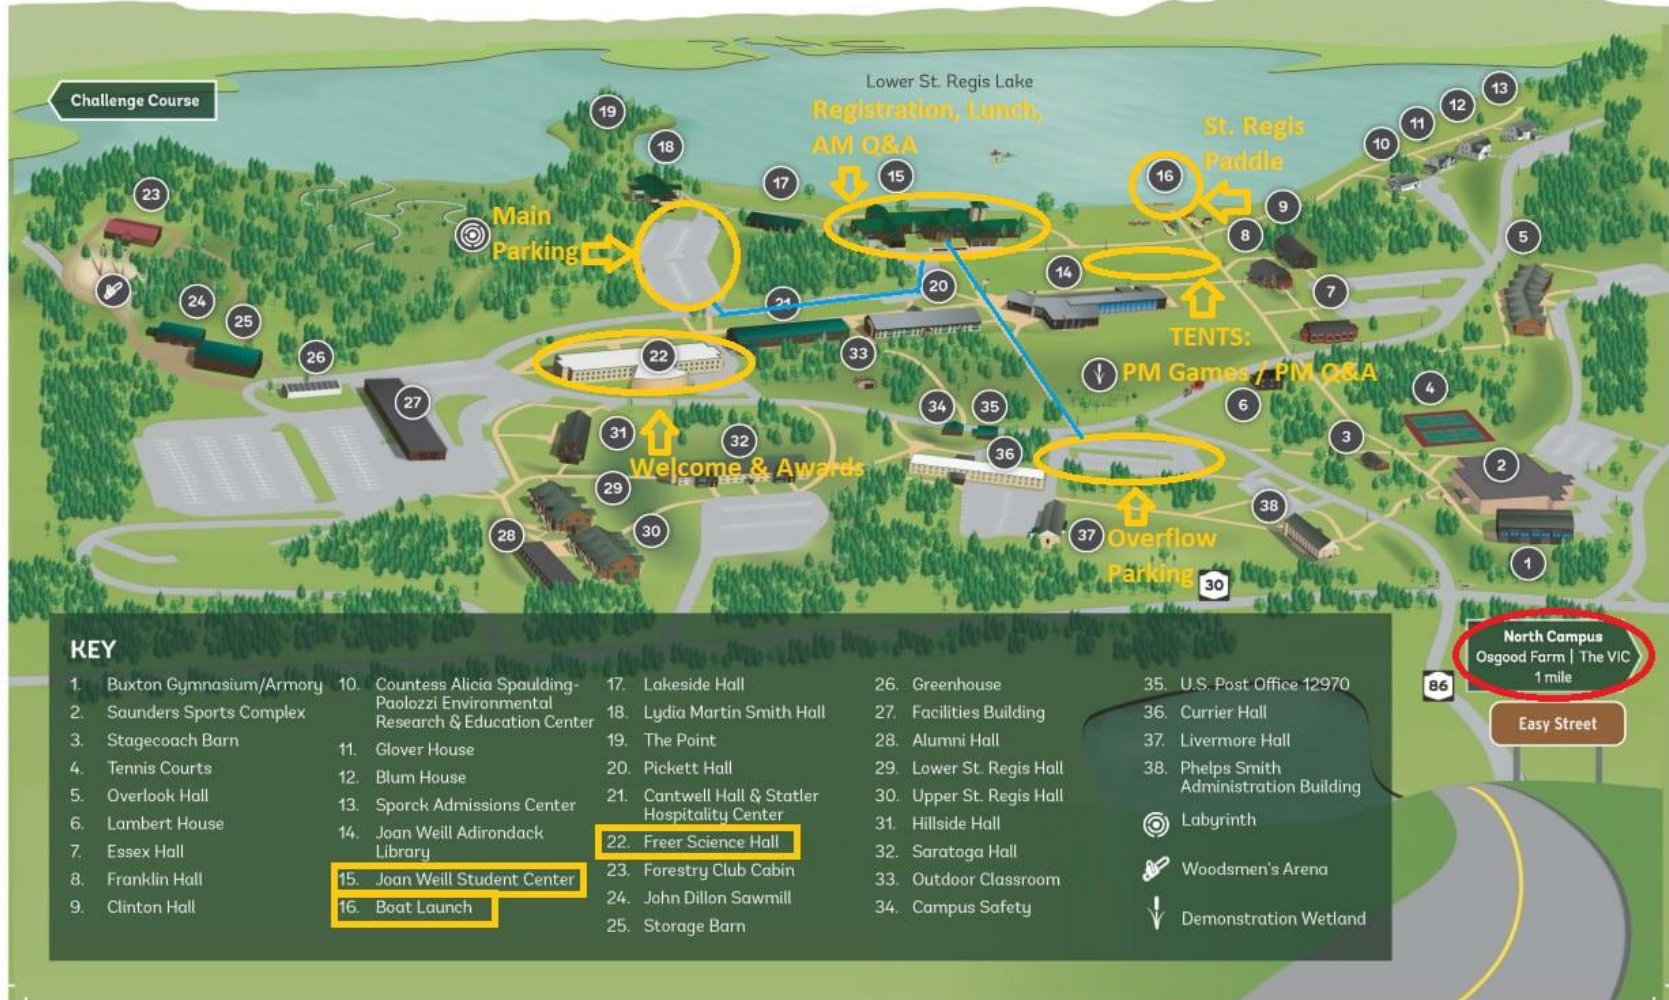 Lower St. Regis Lake
Challenge Course
Registration, Lunch,
AM Q&A
St. Regis
Paddle
13
12
11
10
19
18
17
15
16
23
9
8
5
Main
Parking
14
20
7
24
21
25
TENTS:
PM Games / PM Q&A
26
22
33
4
27
34
35
6
31
32
3
36
2
Welcome & Awards
29
38
28
30
37
Overflow
Parking
1
30
North Campus
Osgood Farm | The VIC
1 mile
86
Easy Street
KEY
1. Buxton Gymnasium/Armory
2. Saunders Sports Complex
3. Stagecoach Barn
4. Tennis Courts
5. Overlook Hall
6. Lambert House
7. Essex Hall
8. Franklin Hall
9. Clinton Hall
10. Countess Alicia Spaulding-
Paolozzi Environmental
Research & Education Center
11. Glover House
12. Blum House
13. Sporck Admissions Center
14. Joan Weill Adirondack
Library
15. Joan Weill Student Center
16. Boat Launch
17. Lakeside Hall
18. Lydia Martin Smith Hall
19. The Point
20. Pickett Hall
21. Cantwell Hall & Statler
Hospitality Center
22. Freer Science Hall
23. Forestry Club Cabin
24. John Dillon Sawmill
25. Storage Barn
26. Greenhouse
27. Facilities Building
28. Alumni Hall
29. Lower St. Regis Hall
30. Upper St. Regis Hall
31. Hillside Hall
32. Saratoga Hall
33. Outdoor Classroom
34. Campus Safety
35. U.S. Post Office 12970
36. Currier Hall
37. Livermore Hall
38. Phelps Smith
Administration Building
Labyrinth
Woodsmen's Arena
Demonstration Wetland